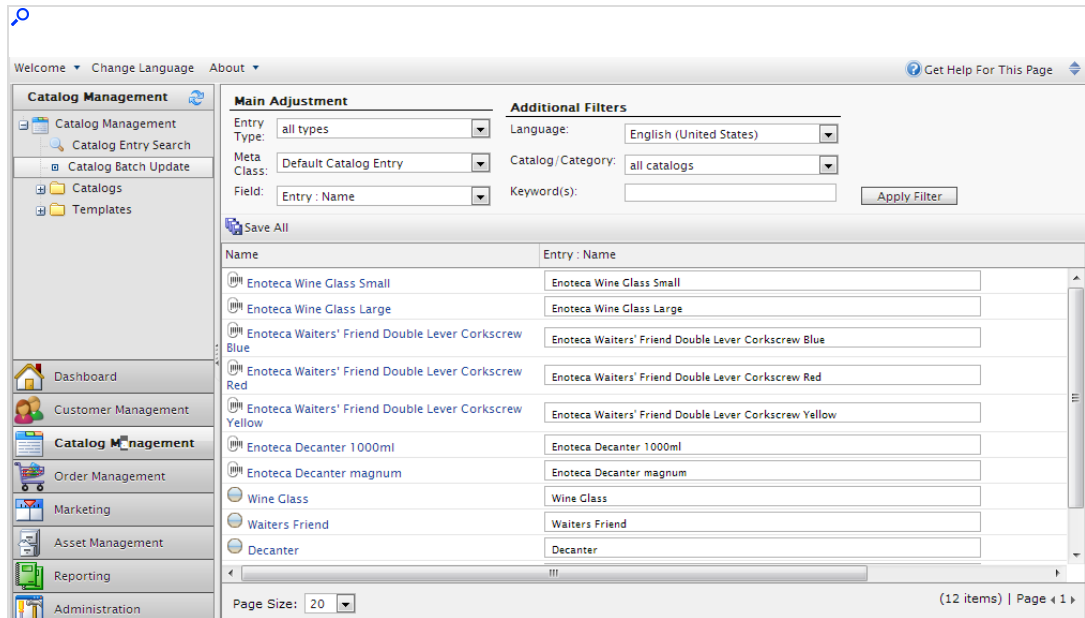 Welcome Change Language About Get Help For This Page
Catalog Management
Catalog Management
Catalog Entry Search
Catalog Batch Update
Catalogs
Templates
Dashboard
Customer Management
Catalog M nagement
Order Management
Marketing
Asset Management
Reporting
Administration
Main Adjustment
Entry Type: all types
Meta Class: Default Catalog Entry
Field: Entry : Name
Additional Filters
Language: English (United States)
Catalog/Category: all catalogs
Keyword(s): Apply Filter
Save All
Name Entry : Name
Enoteca Wine Glass Small Enoteca Wine Glass Small
Enoteca Wine Glass Large Enoteca Wine Glass Large
Enoteca Waiters' Friend Double Lever Corkscrew
Blue
Enoteca Waiters' Friend Double Lever Corkscrew Blue
Enoteca Waiters' Friend Double Lever Corkscrew
Red
Enoteca Waiters' Friend Double Lever Corkscrew Red
Enoteca Waiters' Friend Double Lever Corkscrew
Yellow
Enoteca Waiters' Friend Double Lever Corkscrew Yellow
Enoteca Decanter 1000ml Enoteca Decanter 1000ml
Enoteca Decanter magnum Enoteca Decanter magnum
Wine Glass Wine Glass
Waiters Friend Waiters Friend
Decanter Decanter
Page Size: 20 (12 items) | Page 1